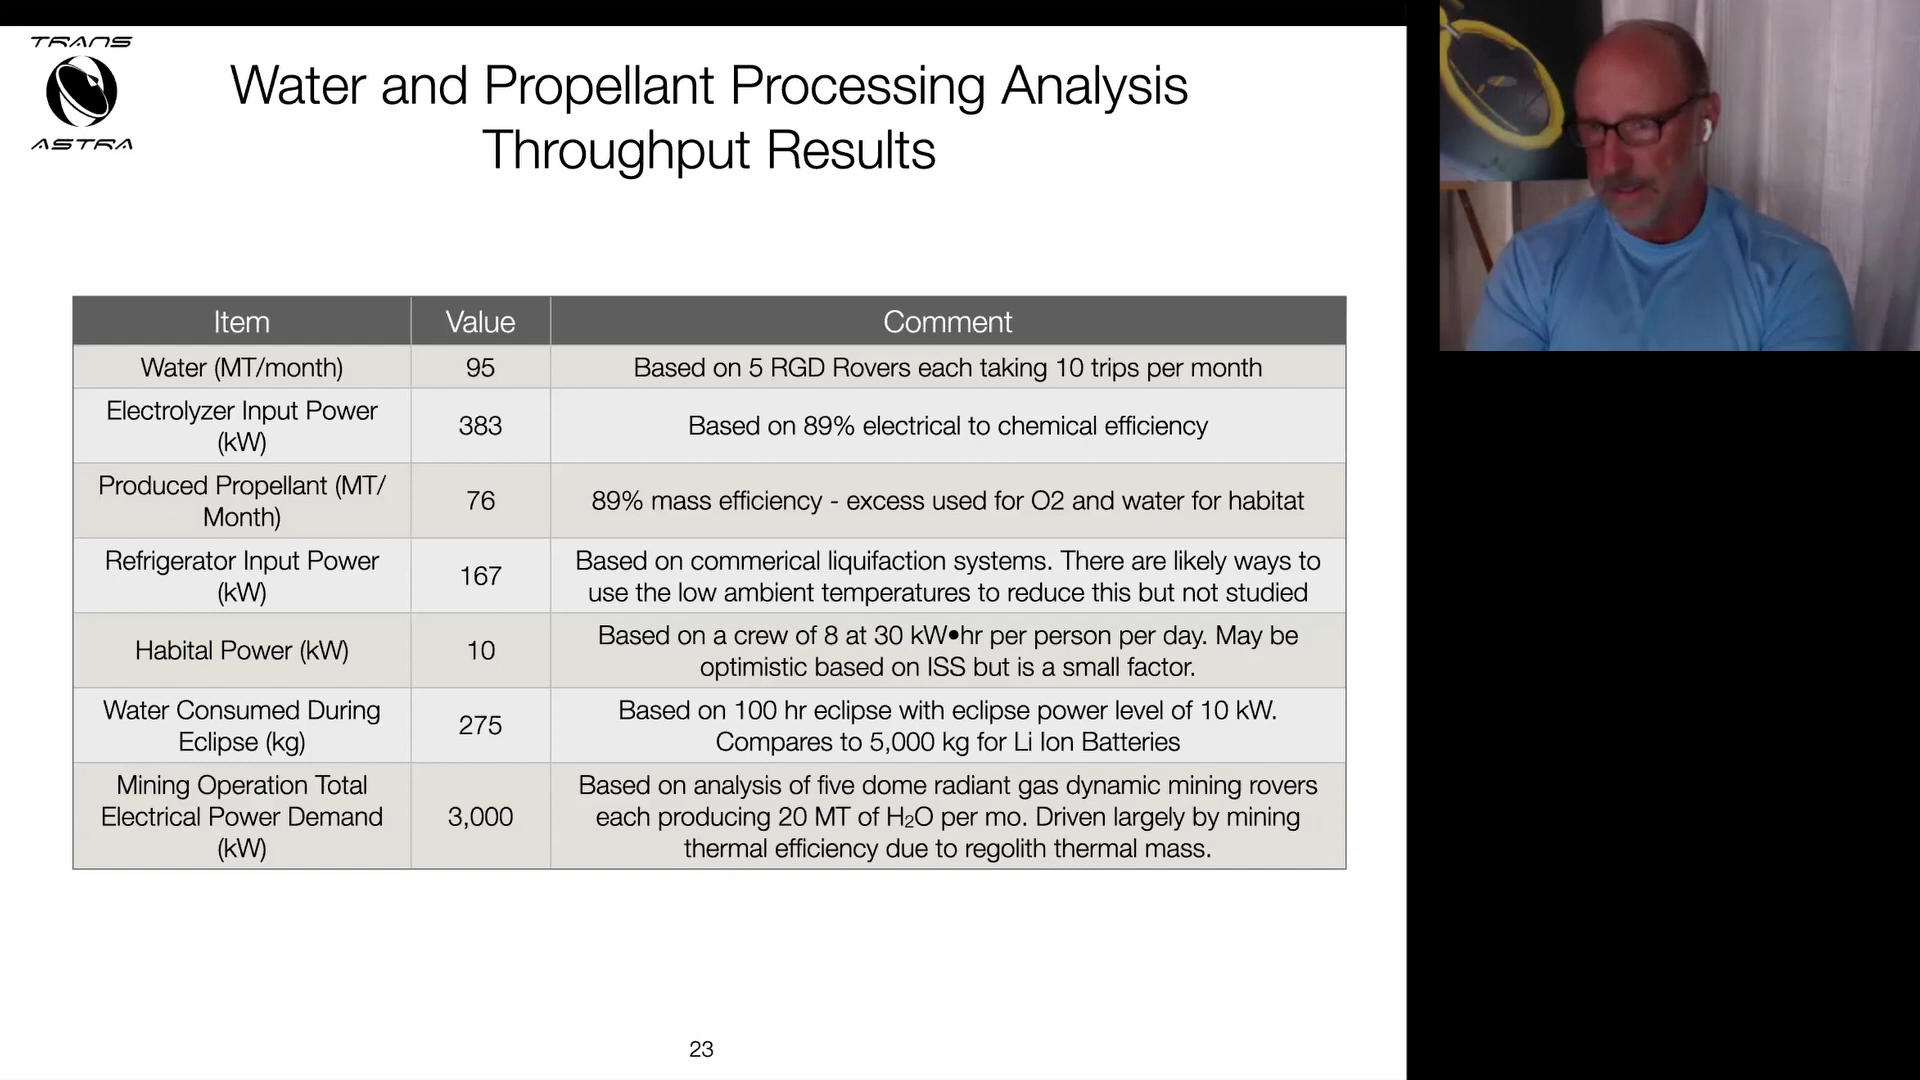 TRANS
ASTRA
Water and Propellant Processing Analysis
Throughput Results
Item
Value
Comment
Water (MT/month)
95
Based on 5 RGD Rovers each taking 10 trips per month
Electrolyzer Input Power
(kW)
383
Based on 89% electrical to chemical efficiency
Produced Propellant (MT/
Month)
76
89% mass efficiency - excess used for O2 and water for habitat
Refrigerator Input Power
(kW)
167
Based on commerical liquifaction systems. There are likely ways to
use the low ambient temperatures to reduce this but not studied
Habital Power (kW)
10
Based on a crew of 8 at 30 kW•hr per person per day. May be
optimistic based on ISS but is a small factor.
Water Consumed During
Eclipse (kg)
275
Based on 100 hr eclipse with eclipse power level of 10 kW.
Compares to 5,000 kg for Li Ion Batteries
Mining Operation Total
Electrical Power Demand
(kW)
3,000
Based on analysis of five dome radiant gas dynamic mining rovers
each producing 20 MT of H₂O per mo. Driven largely by mining
thermal efficiency due to regolith thermal mass.
23